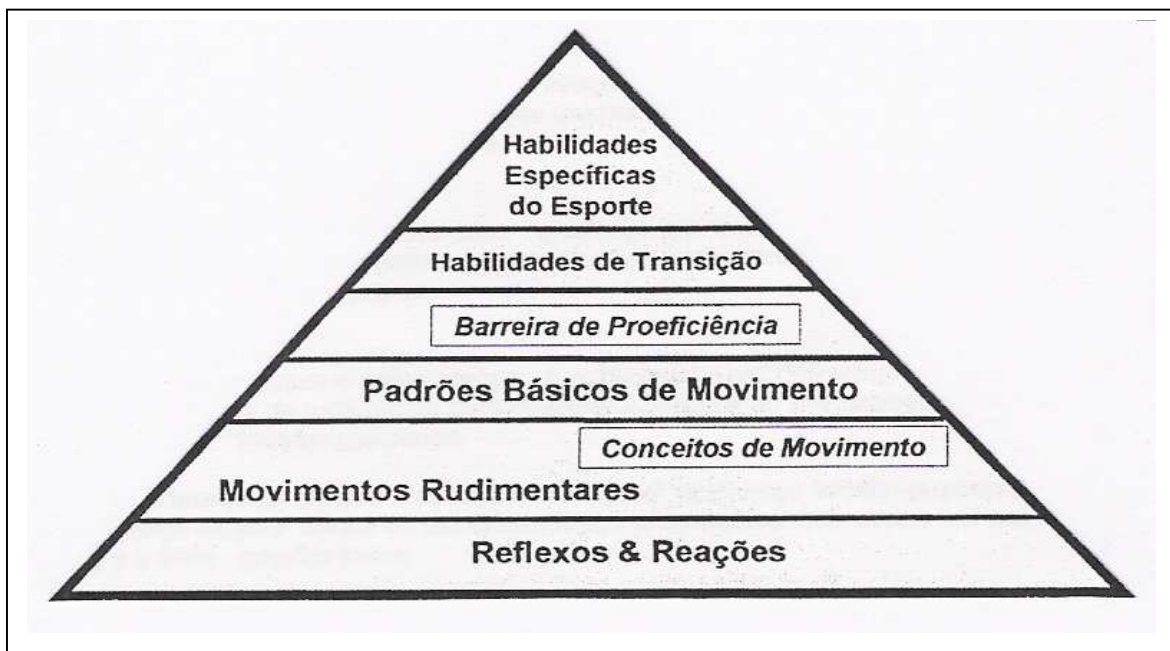 Habilidades
Específicas
do Esporte
Habilidades de Transição
Barreira de Proeficiência
Padrões Básicos de Movimento
Conceitos de Movimento
Movimentos Rudimentares
Reflexos & Reações